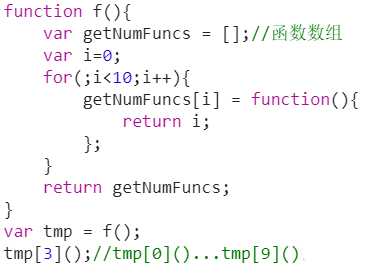 function f(){
    var getNumFuncs = [];//函数数组
    var i=0;
    for(;i<10;i++){
        getNumFuncs[i] = function(){
            return i;
        };
    }
    return getNumFuncs;
}
var tmp = f();
tmp[3]();//tmp[0]()...tmp[9]()